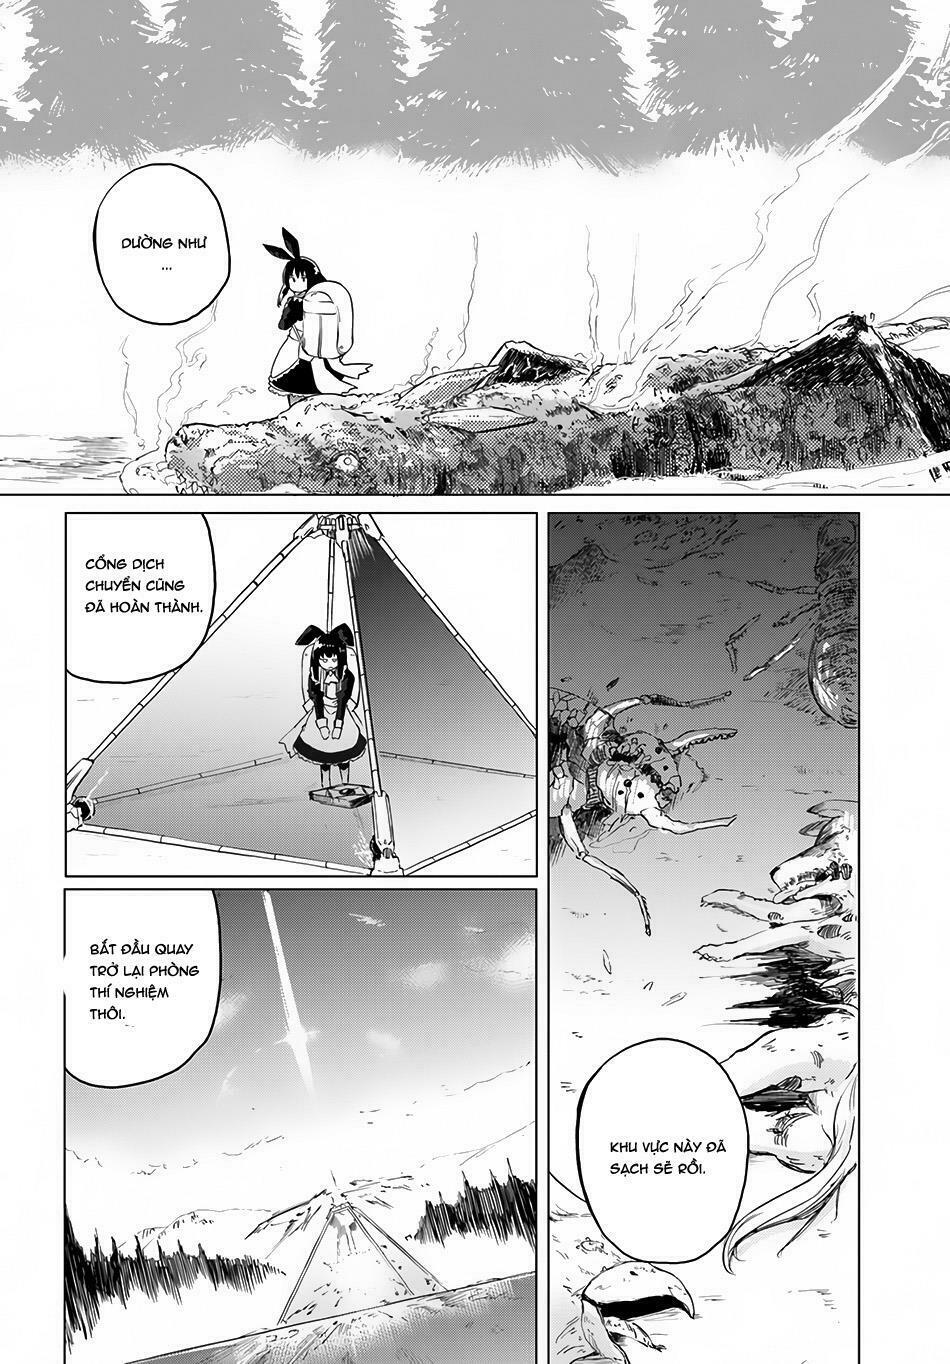 DƯỜNG NHƯ
...
KHU VỰC NÀY ĐÃ
SẠCH SẼ RỒI.
CỔNG DỊCH
CHUYỂN CŨNG
ĐÃ HOÀN THÀNH.
BẮT ĐẦU QUAY
TRỞ LẠI PHÒNG
THÍ NGHIỆM
THÔI.